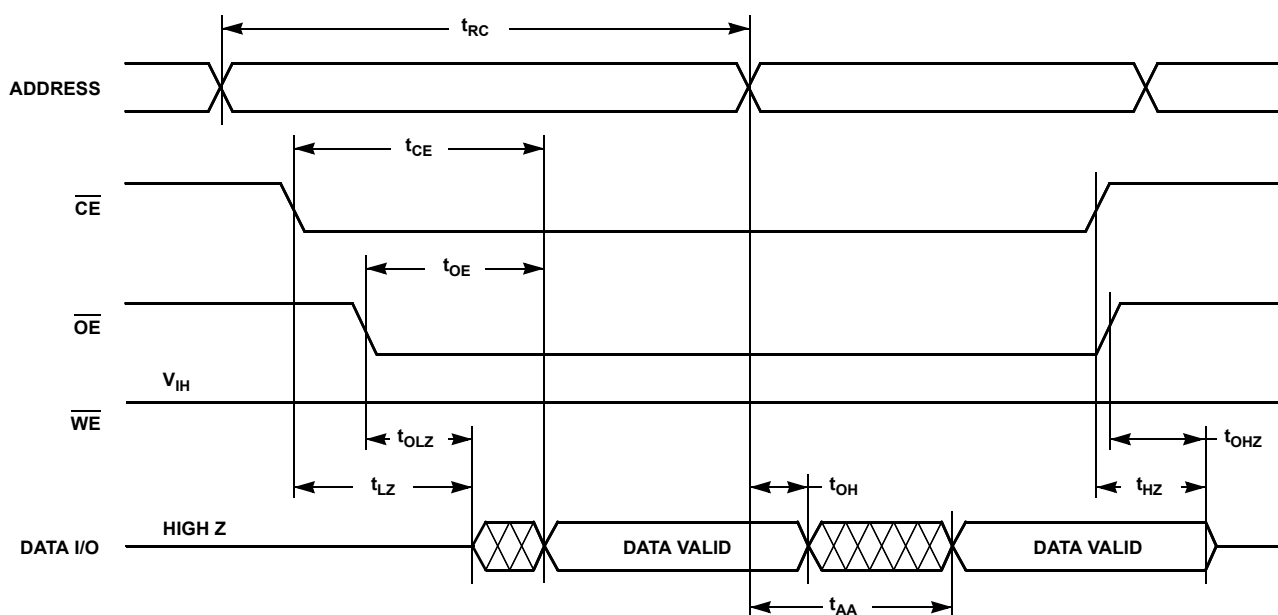 tRC
ADDRESS
tCE
CE
tOE
OE
VIH
WE
tOLZ
tOHZ
tLZ
tOH
tHZ
HIGH Z
DATA I/O
DATA VALID
DATA VALID
tAA